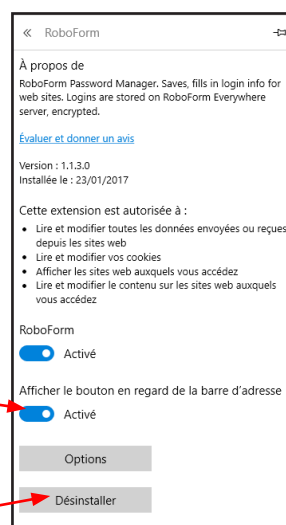 « RoboForm
À propos de
RoboForm Password Manager. Saves, fills in login info for
web sites. Logins are stored on RoboForm Everywhere
server, encrypted.
Évaluer et donner un avis
Version : 1.1.3.0
Installée le : 23/01/2017
Cette extension est autorisée à :
• Lire et modifier toutes les données envoyées ou reçues
depuis les sites web
• Lire et modifier vos cookies
• Afficher les sites web auxquels vous accédez
• Lire et modifier le contenu sur les sites web auxquels
vous accédez
RoboForm
Activé
Afficher le bouton en regard de la barre d'adresse
Activé
Options
Désinstaller